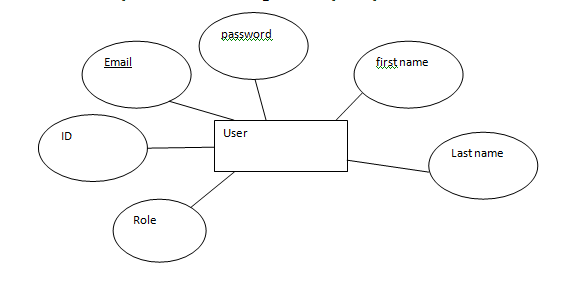 password
Email
first name
User
ID
Last name
Role